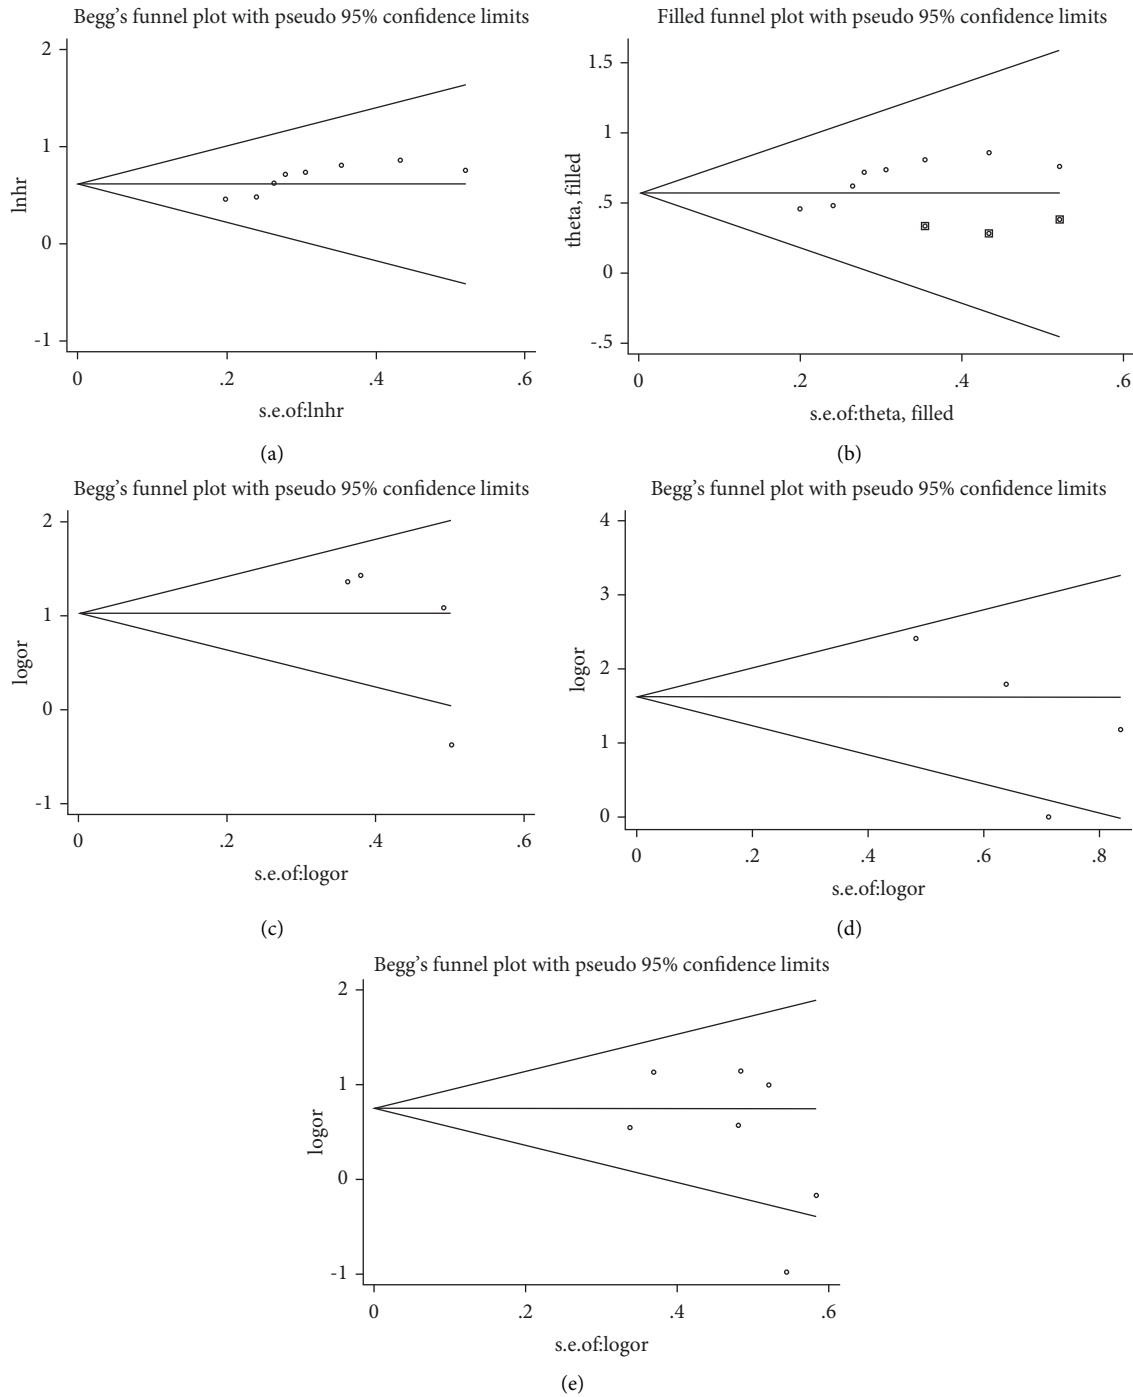 Begg's funnel plot with pseudo 95% confidence limits
2
1
0
-1
lnhr
0 .2 .4 .6
s.e.of:lnhr
(a)
Filled funnel plot with pseudo 95% confidence limits
1.5
1
.5
0
-.5
theta, filled
0 .2 .4 .6
s.e.of:theta, filled
(b)
Begg's funnel plot with pseudo 95% confidence limits
2
1
0
-1
logor
0 .2 .4 .6
s.e.of:logor
(c)
Begg's funnel plot with pseudo 95% confidence limits
4
3
2
1
0
logor
0 .2 .4 .6 .8
s.e.of:logor
(d)
Begg's funnel plot with pseudo 95% confidence limits
2
1
0
-1
logor
0 .2 .4 .6
s.e.of:logor
(e)